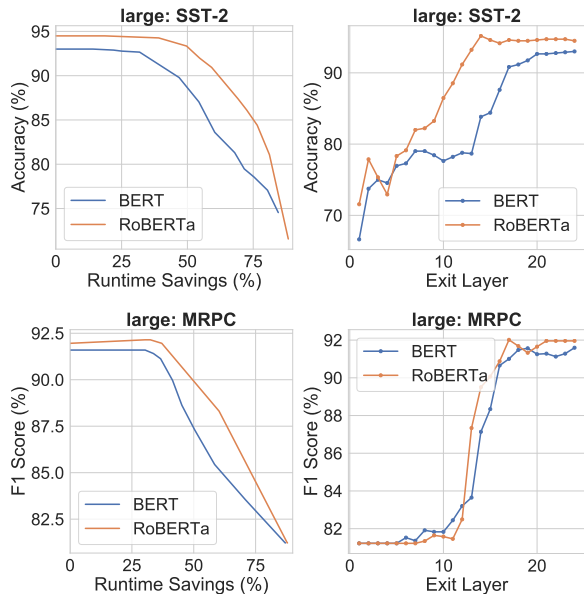 large: SST-2
95
90
85
80
75
Accuracy (%)
0
25
50
75
Runtime Savings (%)
BERT
RoBERTa
large: SST-2
90
80
70
Accuracy (%)
0
10
20
Exit Layer
BERT
RoBERTa
large: MRPC
92.5
90.0
87.5
85.0
82.5
F1 Score (%)
0
25
50
75
Runtime Savings (%)
BERT
RoBERTa
large: MRPC
92
90
88
86
84
82
F1 Score (%)
0
10
20
Exit Layer
BERT
RoBERTa